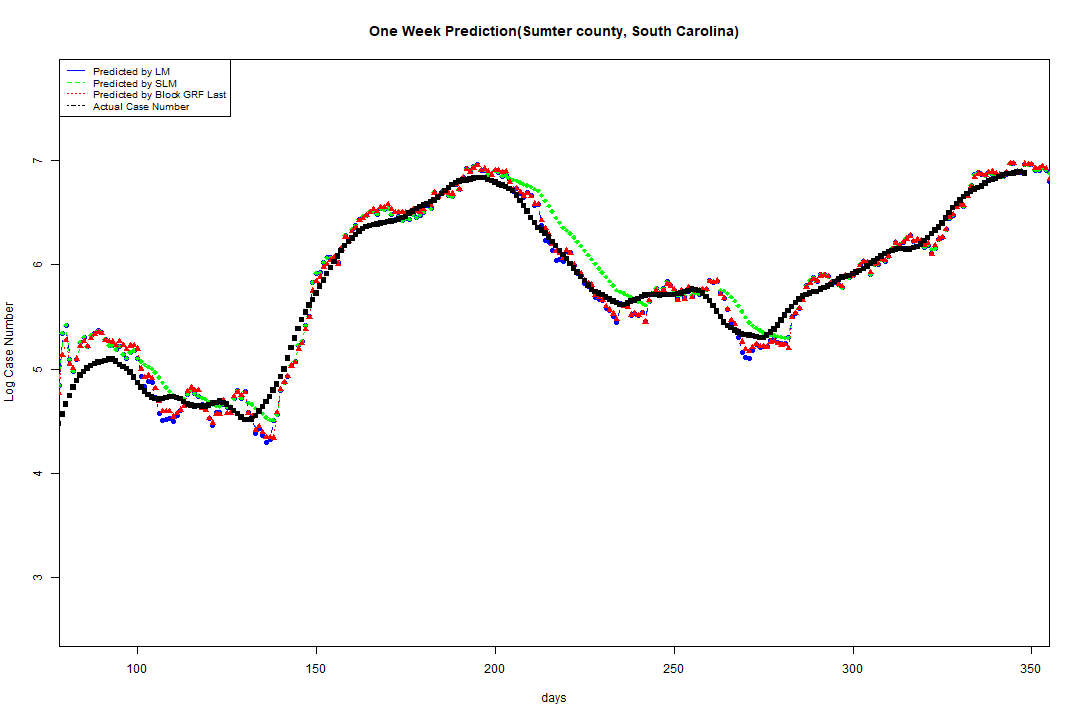 One Week Prediction(Sumter county, South Carolina)
Predicted by LM
Predicted by SLM
Predicted by Block GRF Last
Actual Case Number
Log Case Number
7
6
5
4
3
100 150 200 250 300 350
days